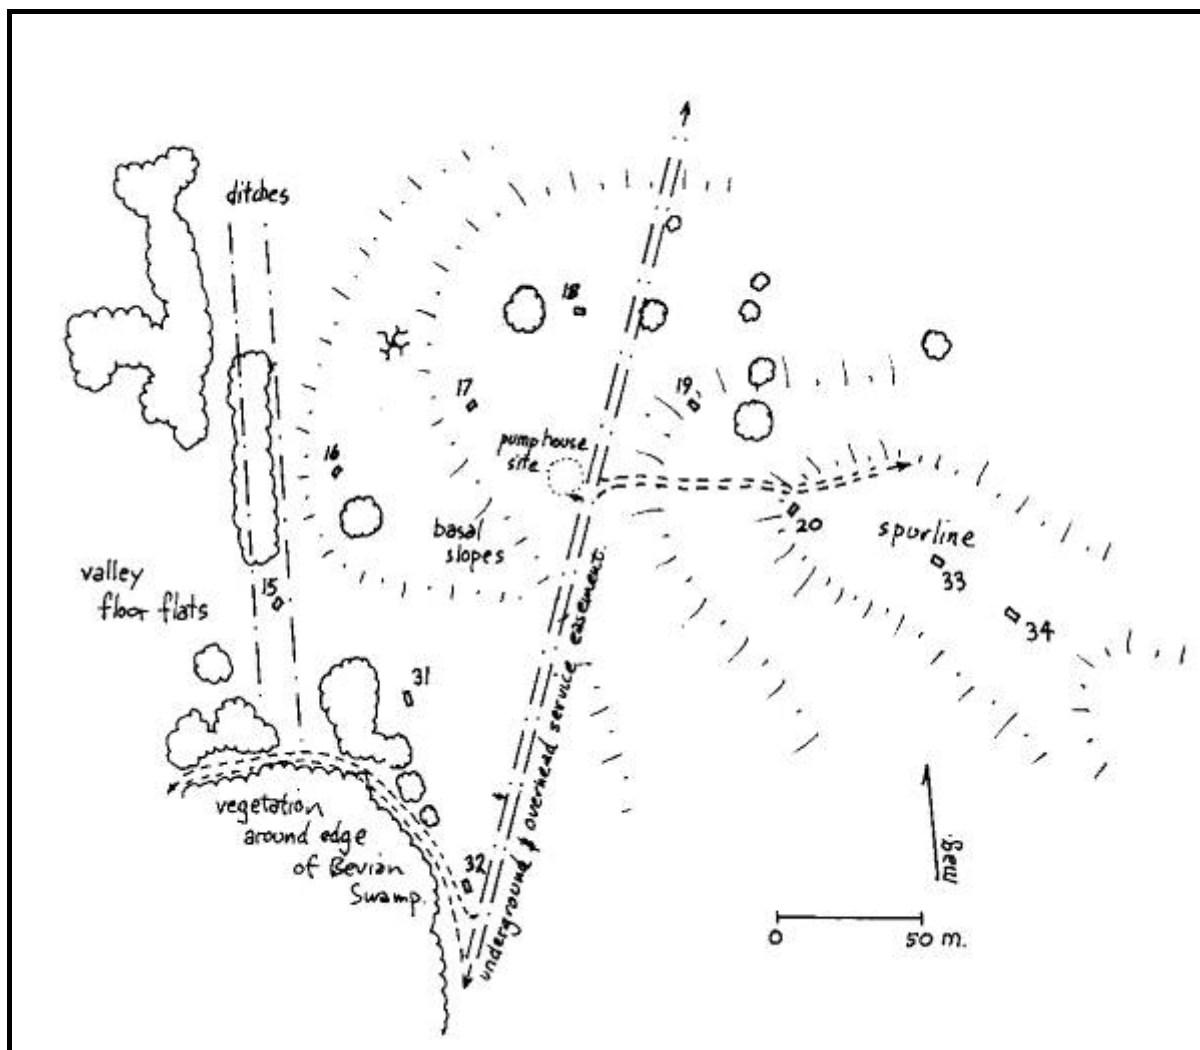 ditches
18
17
19
pump house
site.
16
basal
slopes
20
spurline
33
34
valley
floor flats
15
31
underground & overhead service easement.
vegetation
around edge
of Bevian
Swamp.
32
mag.
0 50 m.